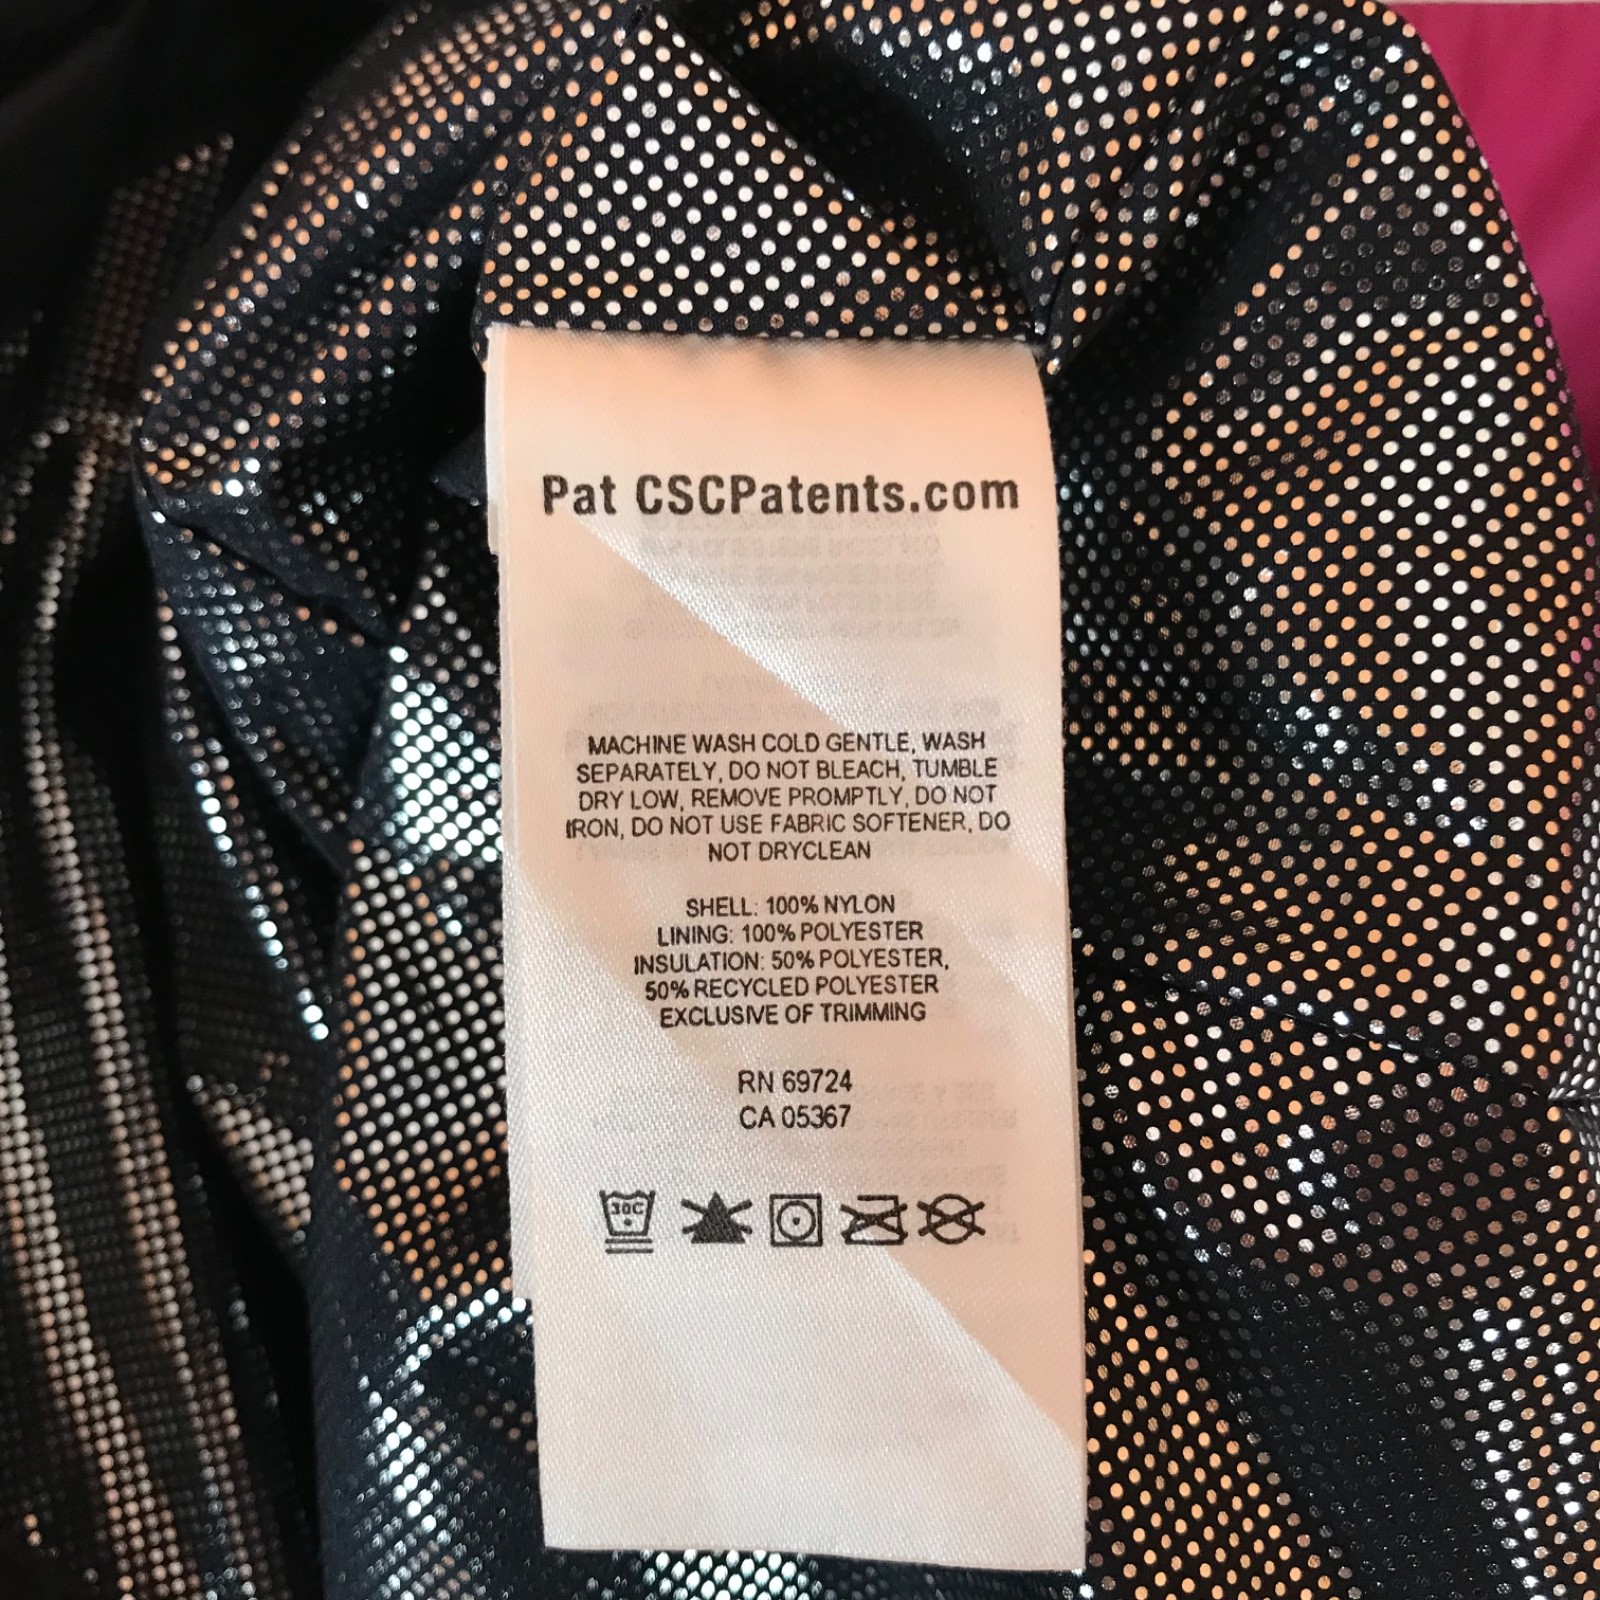 Pat CSCPatents.com
MACHINE WASH COLD GENTLE, WASH
SEPARATELY, DO NOT BLEACH, TUMBLE
DRY LOW, REMOVE PROMPTLY, DO NOT
IRON, DO NOT USE FABRIC SOFTENER, DO
NOT DRYCLEAN
SHELL: 100% NYLON
LINING: 100% POLYESTER
INSULATION: 50% POLYESTER,
50% RECYCLED POLYESTER
EXCLUSIVE OF TRIMMING
RN 69724
CA 05367
30C